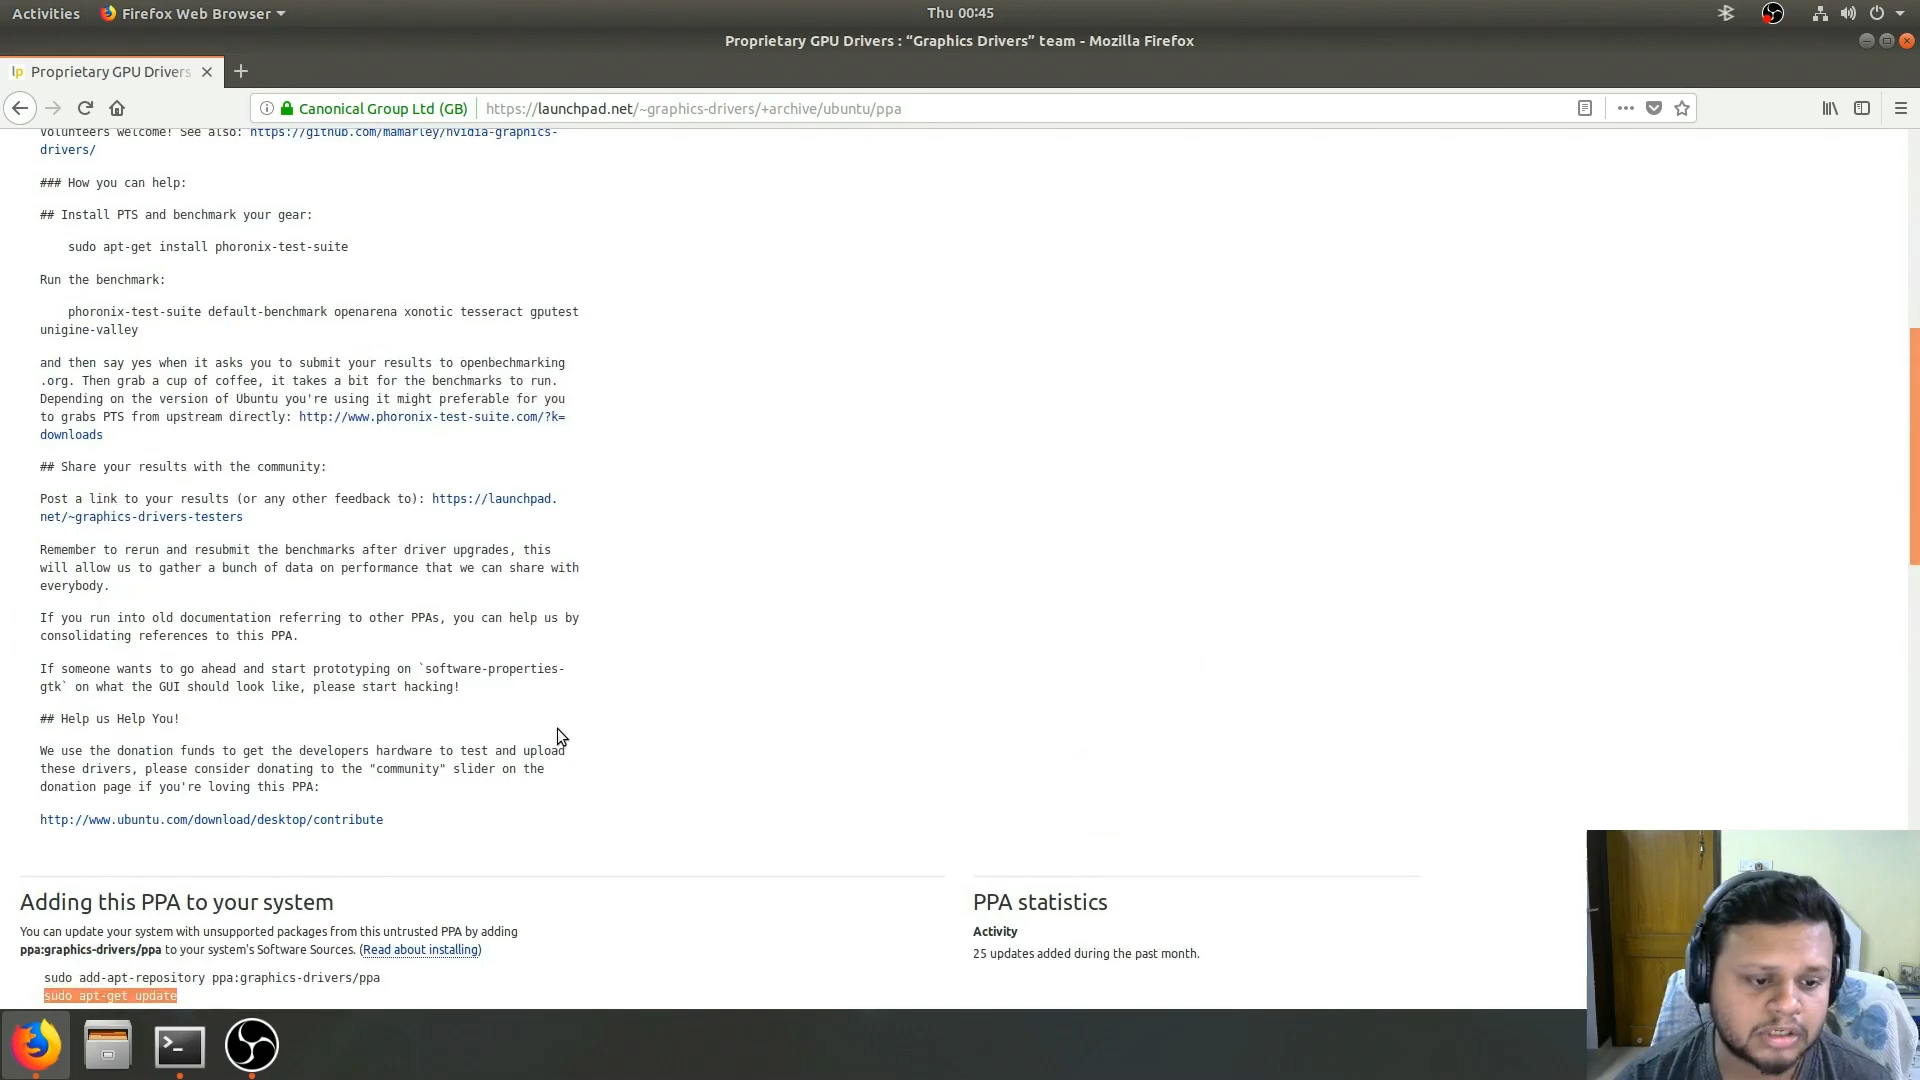 Activities Firefox Web Browser Thu 00:45
Proprietary GPU Drivers : “Graphics Drivers” team - Mozilla Firefox
lp Proprietary GPU Drivers
Canonical Group Ltd (GB) https://launchpad.net/~graphics-drivers/+archive/ubuntu/ppa
Volunteers welcome! See also: https://github.com/mamarley/nvidia-graphics-
drivers/
### How you can help:
## Install PTS and benchmark your gear:
sudo apt-get install phoronix-test-suite
Run the benchmark:
phoronix-test-suite default-benchmark openarena xonotic tesseract gputest
unigine-valley
and then say yes when it asks you to submit your results to openbechmarking
.org. Then grab a cup of coffee, it takes a bit for the benchmarks to run.
Depending on the version of Ubuntu you're using it might preferable for you
to grabs PTS from upstream directly: http://www.phoronix-test-suite.com/?k=
downloads
## Share your results with the community:
Post a link to your results (or any other feedback to): https://launchpad.
net/~graphics-drivers-testers
Remember to rerun and resubmit the benchmarks after driver upgrades, this
will allow us to gather a bunch of data on performance that we can share with
everybody.
If you run into old documentation referring to other PPAs, you can help us by
consolidating references to this PPA.
If someone wants to go ahead and start prototyping on `software-properties-
gtk` on what the GUI should look like, please start hacking!
## Help us Help You!
We use the donation funds to get the developers hardware to test and upload
these drivers, please consider donating to the "community" slider on the
donation page if you're loving this PPA:
http://www.ubuntu.com/download/desktop/contribute
Adding this PPA to your system
You can update your system with unsupported packages from this untrusted PPA by adding
ppa:graphics-drivers/ppa to your system's Software Sources. (Read about installing)
sudo add-apt-repository ppa:graphics-drivers/ppa
sudo apt-get update
PPA statistics
Activity
25 updates added during the past month.